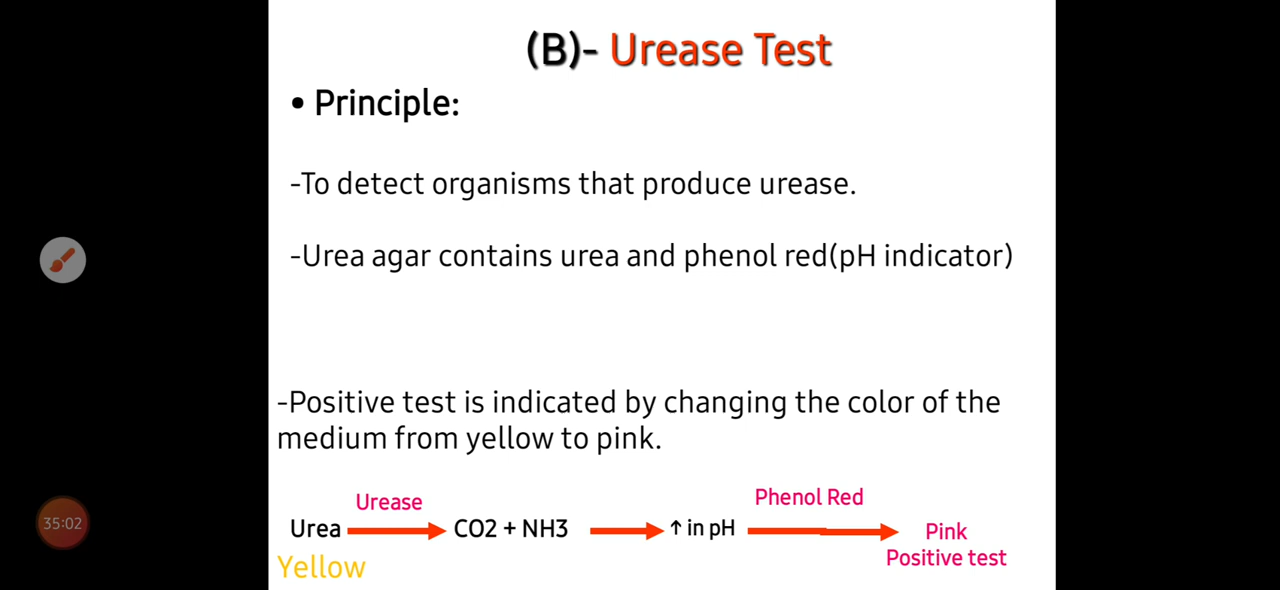 (B)- Urease Test
• Principle:
-To detect organisms that produce urease.
-Urea agar contains urea and phenol red(pH indicator)
-Positive test is indicated by changing the color of the
medium from yellow to pink.
Urease
Phenol Red
Urea CO2 + NH3 ↑ in pH Pink
Yellow
Positive test
35:02